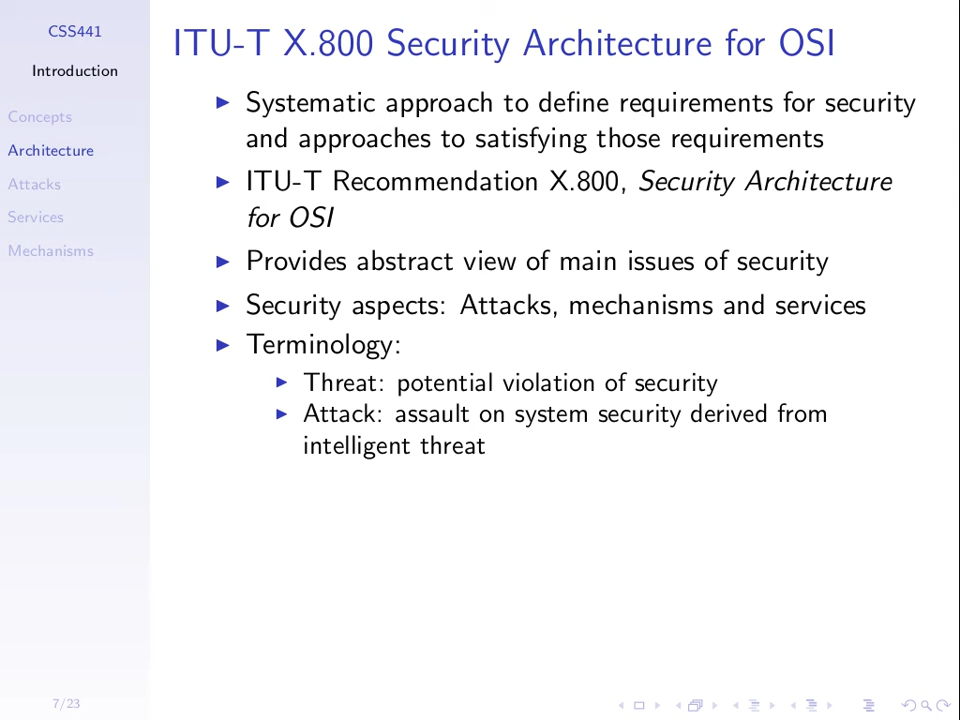 CSS441
Introduction
Concepts
Architecture
Attacks
Services
Mechanisms
7/23
ITU-T X.800 Security Architecture for OSI
Systematic approach to define requirements for security
and approaches to satisfying those requirements
ITU-T Recommendation X.800, Security Architecture
for OSI
Provides abstract view of main issues of security
Security aspects: Attacks, mechanisms and services
Terminology:
Threat: potential violation of security
Attack: assault on system security derived from
intelligent threat